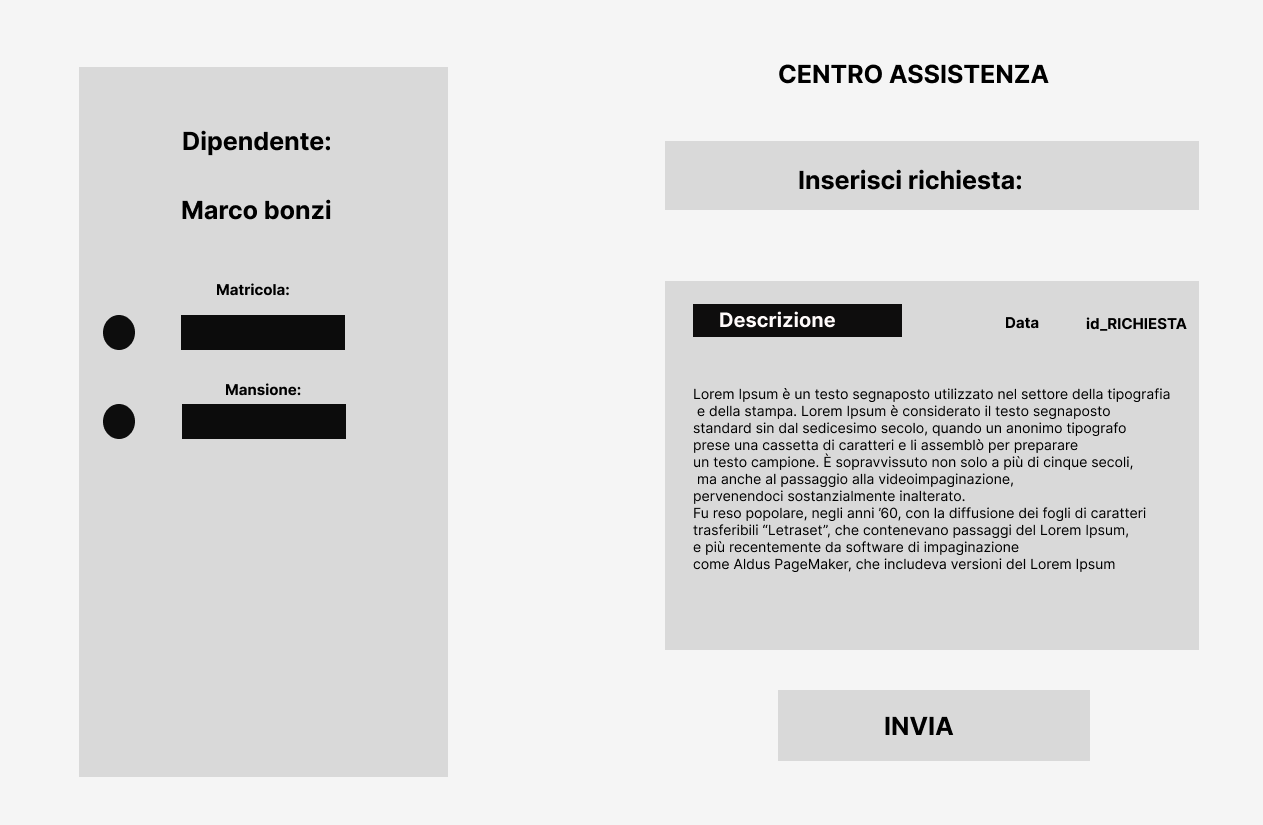 Dipendente:
Marco bonzi
Matricola:
Mansione:
CENTRO ASSISTENZA
Inserisci richiesta:
Descrizione
Data
id_RICHIESTA
Lorem Ipsum è un testo segnaposto utilizzato nel settore della tipografia
e della stampa. Lorem Ipsum è considerato il testo segnaposto
standard sin dal sedicesimo secolo, quando un anonimo tipografo
prese una cassetta di caratteri e li assemblò per preparare
un testo campione. È sopravvissuto non solo a più di cinque secoli,
ma anche al passaggio alla videoimpaginazione,
pervenendoci sostanzialmente inalterato.
Fu reso popolare, negli anni ’60, con la diffusione dei fogli di caratteri
trasferibili “Letraset”, che contenevano passaggi del Lorem Ipsum,
e più recentemente da software di impaginazione
come Aldus PageMaker, che includeva versioni del Lorem Ipsum
INVIA